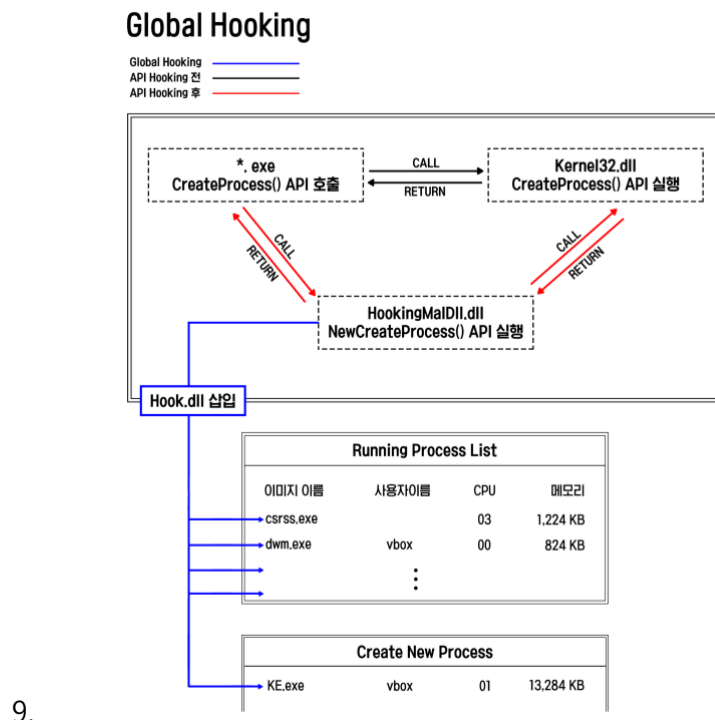 Global Hooking
Global Hooking
API Hooking 전
API Hooking 후
*. exe
CreateProcess() API 호출
CALL
RETURN
Kernel32.dll
CreateProcess() API 실행
CALL
RETURN
CALL
RETURN
HookingMalDll.dll
NewCreateProcess() API 실행
Hook.dll 삽입
Running Process List
이미지 이름 사용자이름 CPU 메모리
csrss.exe 03 1,224 KB
dwm.exe vbox 00 824 KB
Create New Process
KE.exe vbox 01 13,284 KB
9.